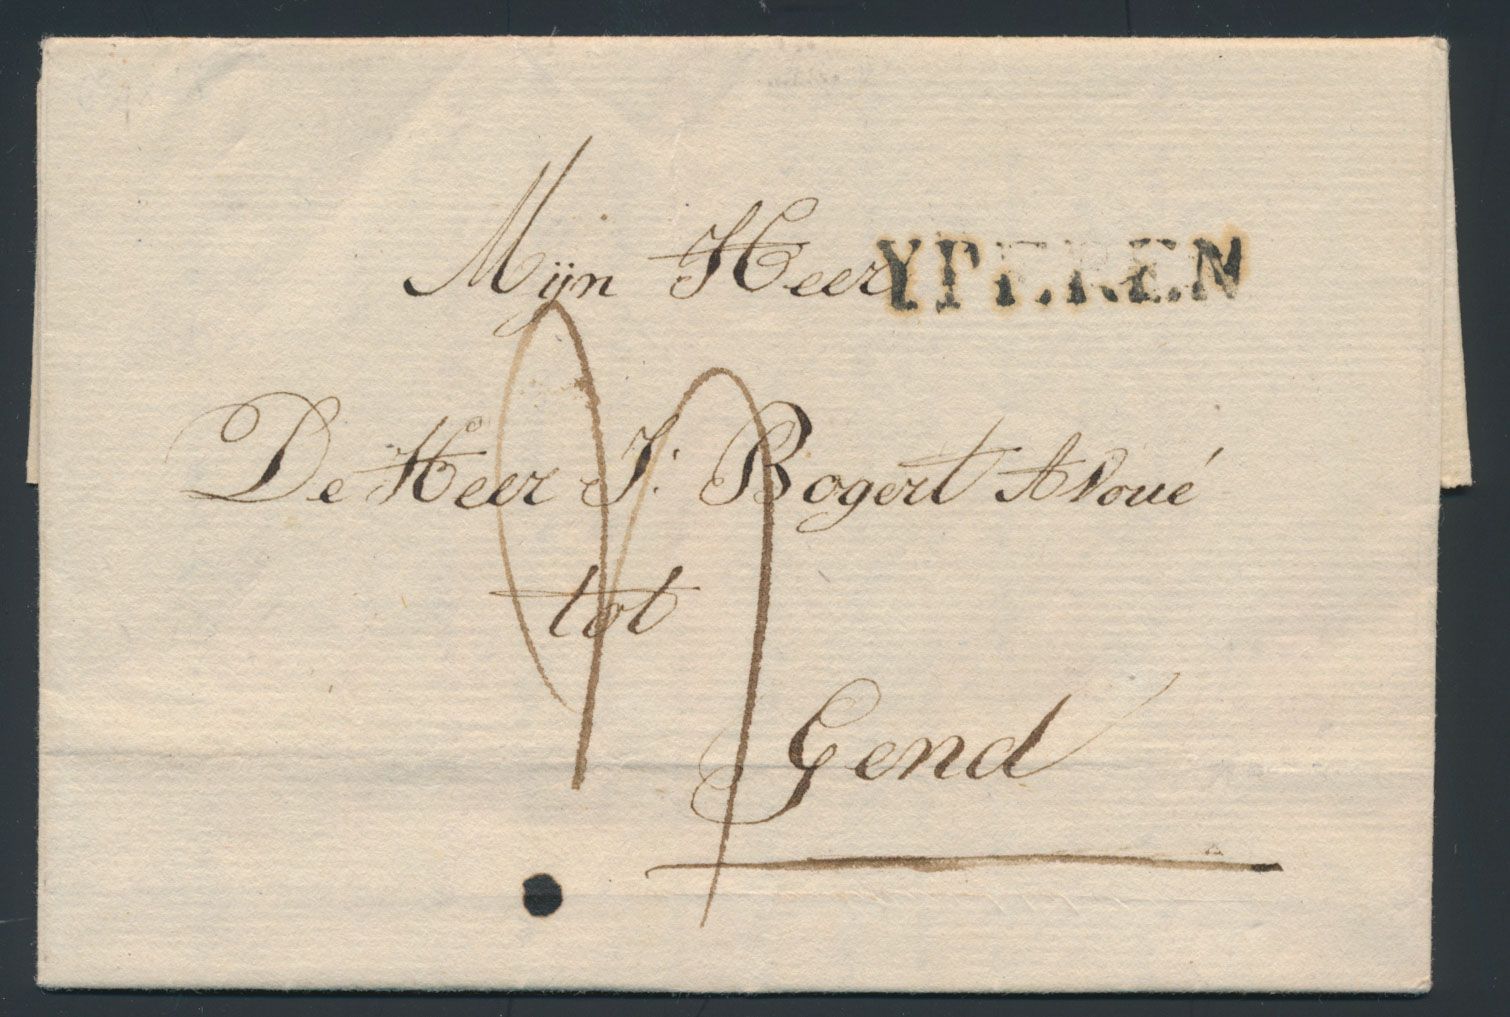 Mijn Heer YPEREN
De Heer J: Bogert Avoué
tot
Gend